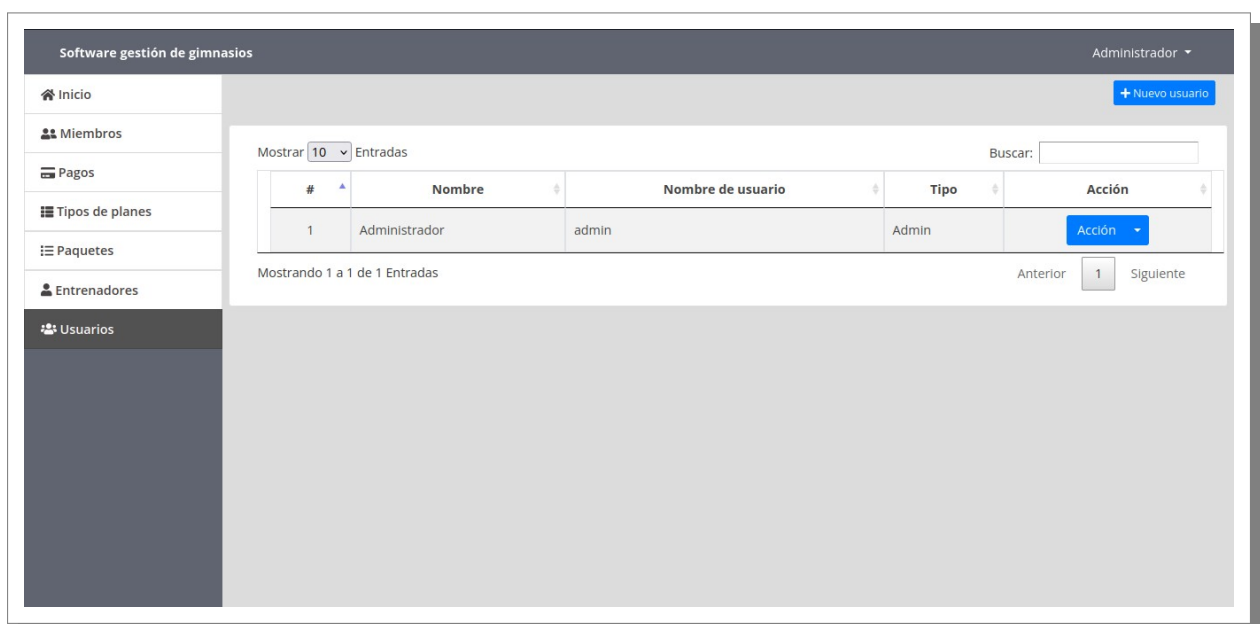 Software gestión de gimnasios Administrador
Inicio
+ Nuevo usuario
Miembros
Mostrar 10 Entradas Buscar:
Pagos
# Nombre Nombre de usuario Tipo Acción
Tipos de planes
1 Administrador admin Admin Acción
Paquetes
Mostrando 1 a 1 de 1 Entradas Anterior 1 Siguiente
Entrenadores
Usuarios